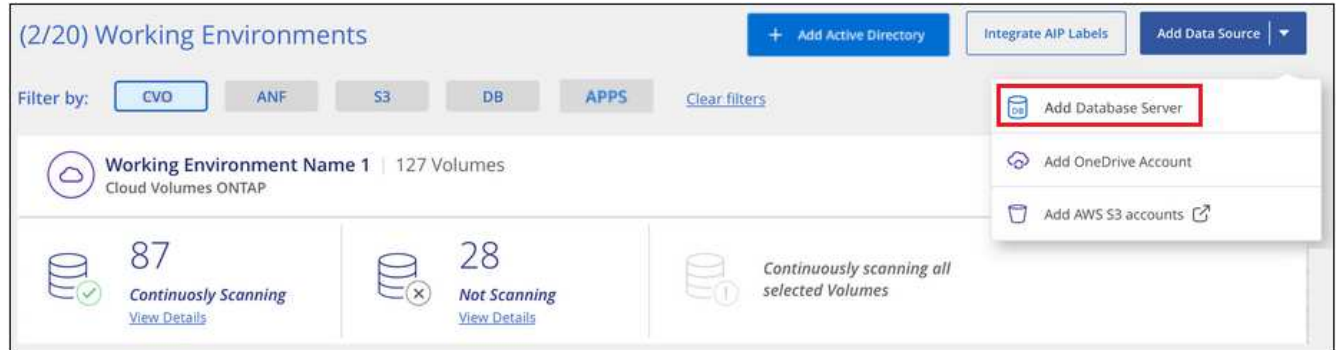 (2/20) Working Environments
+ Add Active Directory
Integrate AIP Labels
Add Data Source
Filter by:
CVO
ANF
S3
DB
APPS
Clear filters
DB
Add Database Server
Add OneDrive Account
Add AWS S3 accounts
Working Environment Name 1 | 127 Volumes
Cloud Volumes ONTAP
87
Continuosly Scanning
View Details
28
Not Scanning
View Details
Continuously scanning all
selected Volumes